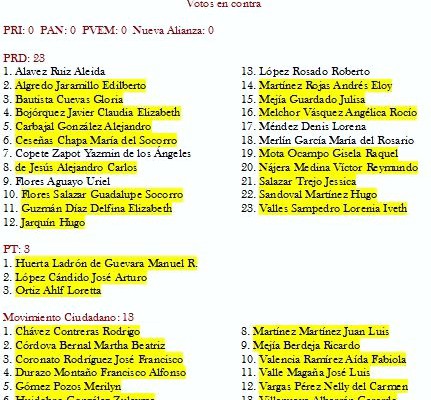 Votos en contra
PRI: 0 PAN: 0 PVEM: 0 Nueva Alianza: 0
PRD: 23
1. Alavez Ruiz Aleida
2. Algredo Jaramillo Edilberto
3. Bautista Cuevas Gloria
4. Bojórquez Javier Claudia Elizabeth
5. Carbajal González Alejandro
6. Ceseñas Chapa María del Socorro
7. Copete Zapot Yazmin de los Ángeles
8. de Jesús Alejandro Carlos
9. Flores Aguayo Uriel
10. Flores Salazar Guadalupe Socorro
11. Guzmán Díaz Delfina Elizabeth
12. Jarquín Hugo
13. López Rosado Roberto
14. Martínez Rojas Andrés Eloy
15. Mejía Guardado Julisa
16. Melchor Vásquez Angélica Rocío
17. Méndez Denis Lorena
18. Merlín García María del Rosario
19. Mota Ocampo Gisela Raquel
20. Nájera Medina Víctor Reymundo
21. Salazar Trejo Jessica
22. Sandoval Martínez Hugo
23. Valles Sampedro Lorenia Iveth
PT: 3
1. Huerta Ladrón de Guevara Manuel R.
2. López Cándido José Arturo
3. Ortiz Ahlf Loretta
Movimiento Ciudadano: 13
1. Chávez Contreras Rodrigo
2. Córdova Bernal Martha Beatriz
3. Coronato Rodríguez José Francisco
4. Durazo Montaño Francisco Alfonso
5. Gómez Pozos Merilyn
6. Huidobro González Zuleyma
8. Martínez Martínez Juan Luis
9. Mejía Berdeja Ricardo
10. Valencia Ramírez Aída Fabiola
11. Valle Magaña José Luis
12. Vargas Pérez Nelly del Carmen
13. Villanueva Albarrán Gerardo